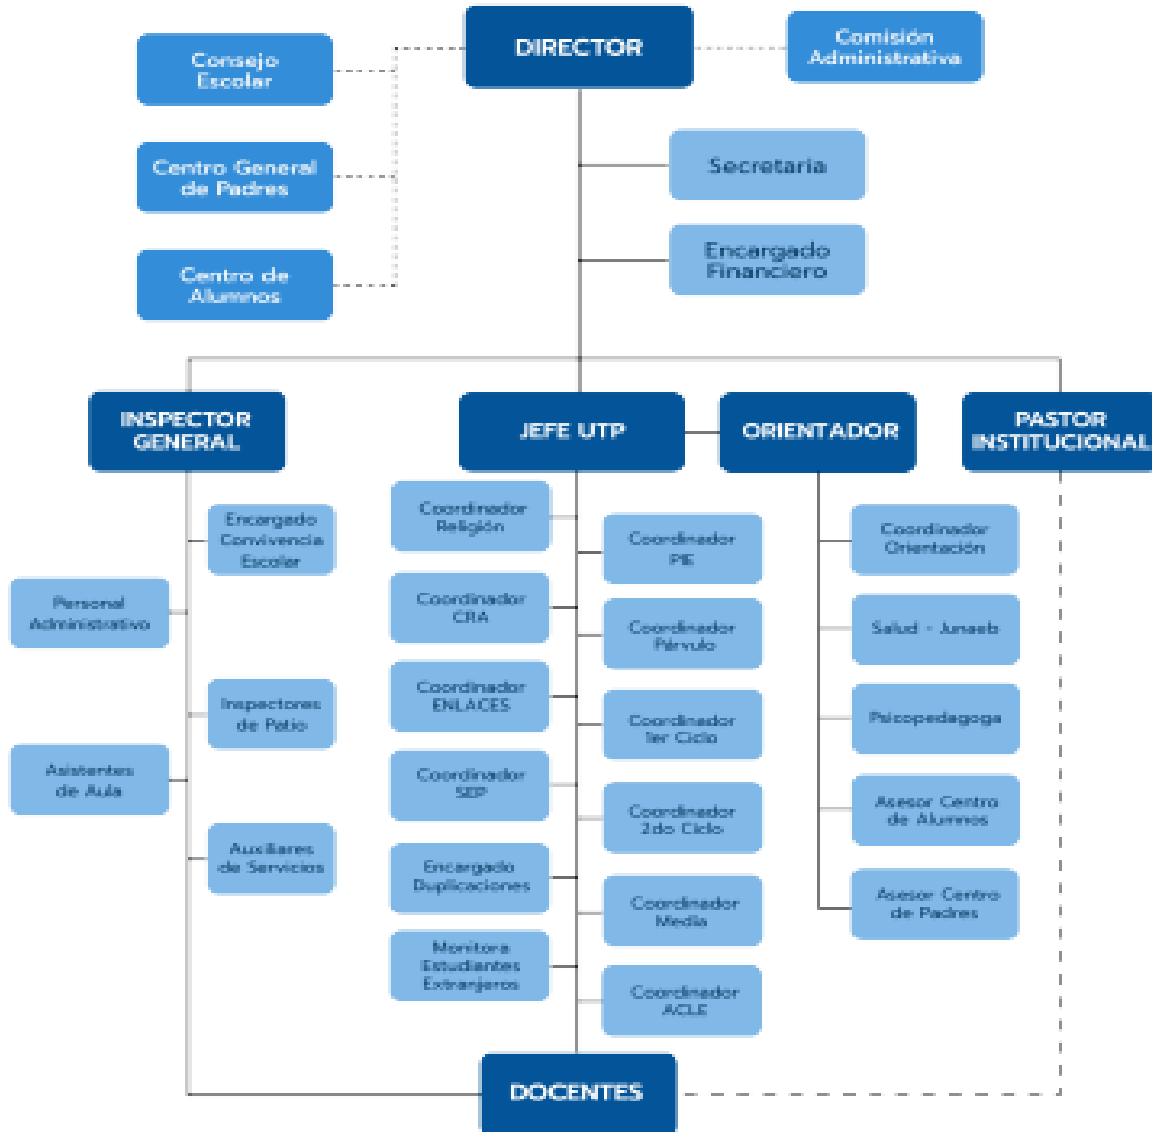 DIRECTOR
Comisión
Administrativa
Consejo
Escolar
Centro General
de Padres
Centro de
Alumnos
Secretaria
Encargado
Financiero
INSPECTOR
GENERAL
JEFE UTP
ORIENTADOR
PASTOR
INSTITUCIONAL
Encargado
Convivencia
Escolar
Personal
Administrativo
Inspectores
de Patio
Asistentes
de Aula
Auxiliares
de Servicios
Coordinador
Religión
Coordinador
PIE
Coordinador
CRA
Coordinador
Párvulo
Coordinador
ENLACES
Coordinador
1er Ciclo
Coordinador
SEP
Coordinador
2do Ciclo
Encargado
Duplicaciones
Coordinador
Media
Monitora
Estudiantes
Extranjeros
Coordinador
ACLE
Coordinador
Orientación
Salud - Junaeb
Psicopedagoga
Asesor Centro
de Alumnos
Asesor Centro
de Padres
DOCENTES